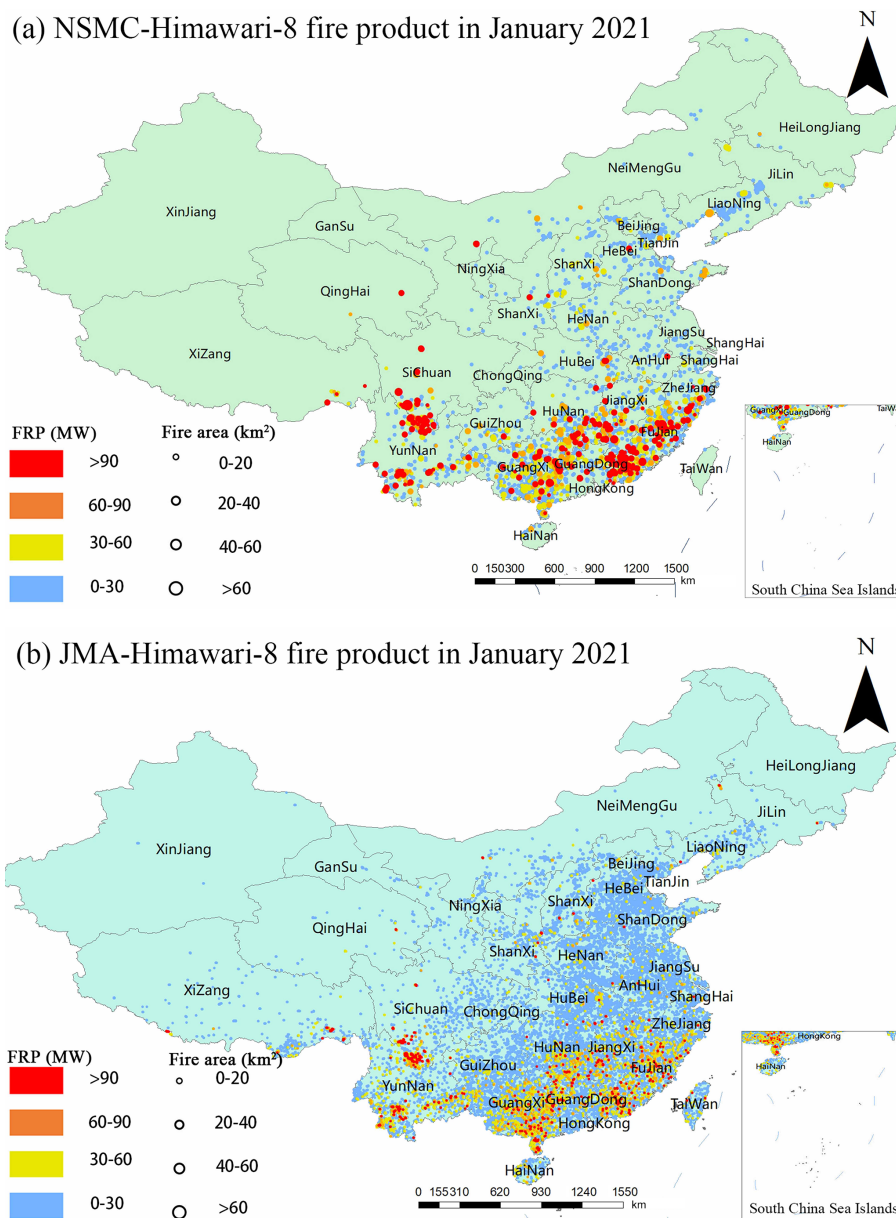 (a) NSMC-Himawari-8 fire product in January 2021
N
HeiLongJiang
NeiMengGu
JiLin
XinJiang
LiaoNing
GanSu
BeiJing
TianJin
HeBei
NingXia
ShanXi
ShanDong
QingHai
ShanXi
HeNan
JiangSu
ShangHai
XiZang
HuBei
AnHui
ShangHai
SiChuan
ChongQing
ZheJiang
JiangXi
HuNan
GuiZhou
FuJian
YunNan
GuangXi
GuangDong
TaiWan
HongKong
HaiNan
FRP (MW)
Fire area (km²)
>90
0-20
60-90
20-40
30-60
40-60
0-30
>60
0 150300 600 900 1200 1500
km
GuangXi
GuangDong
TaiWa
HaiNan
South China Sea Islands
(b) JMA-Himawari-8 fire product in January 2021
N
HeiLongJiang
NeiMengGu
JiLin
XinJiang
LiaoNing
GanSu
BeiJing
TianJin
HeBei
NingXia
ShanXi
ShanDong
QingHai
ShanXi
HeNan
JiangSu
XiZang
AnHui
HuBei
ShangHai
SiChuan
ChongQing
ZheJiang
HuNan
JiangXi
GuiZhou
FuJian
YunNan
GuangXi
GuangDong
TaiWan
HongKong
HaiNan
FRP (MW)
Fire area (km²)
>90
0-20
60-90
20-40
30-60
40-60
0-30
>60
0 155310 620 930 1240 1550
km
HongKong
HaiNan
South China Sea Islands